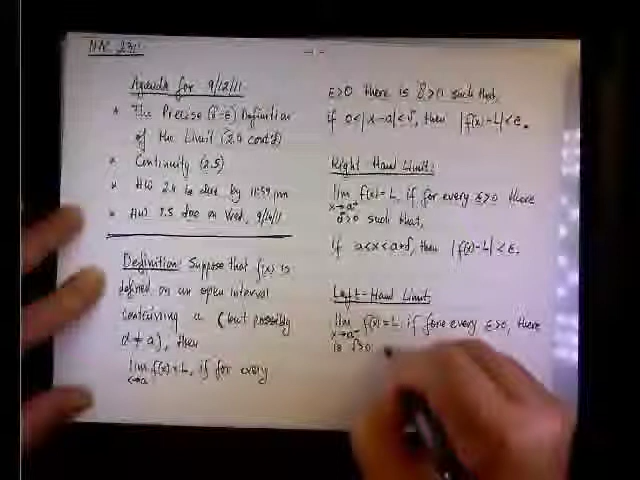 MAC 2311
- 1 -
Agenda for 9/12/11
* The Precise (δ-ε) Definition
of the Limit (2.4 cont'd)
* Continuity (2.5)
* HW 2.4 is due by 11:59 pm
* HW 2.5 due on Wed, 9/14/11
Definition: Suppose that f(x) is
defined on an open interval
containing a (but possibly
x ≠ a), then
lim f(x) = L, if for every
x→a
ε>0 there is δ>0 such that,
if 0<|x-a|<δ, then |f(x)-L|<ε.
Right Hand Limit:
lim f(x) = L, if for every ε>0 there
x→a⁺
δ>0 such that,
if a<x<a+δ, then |f(x)-L|<ε.
Left-Hand Limit:
lim f(x) = L, if fore every ε>0, there
x→a⁻
is δ>0